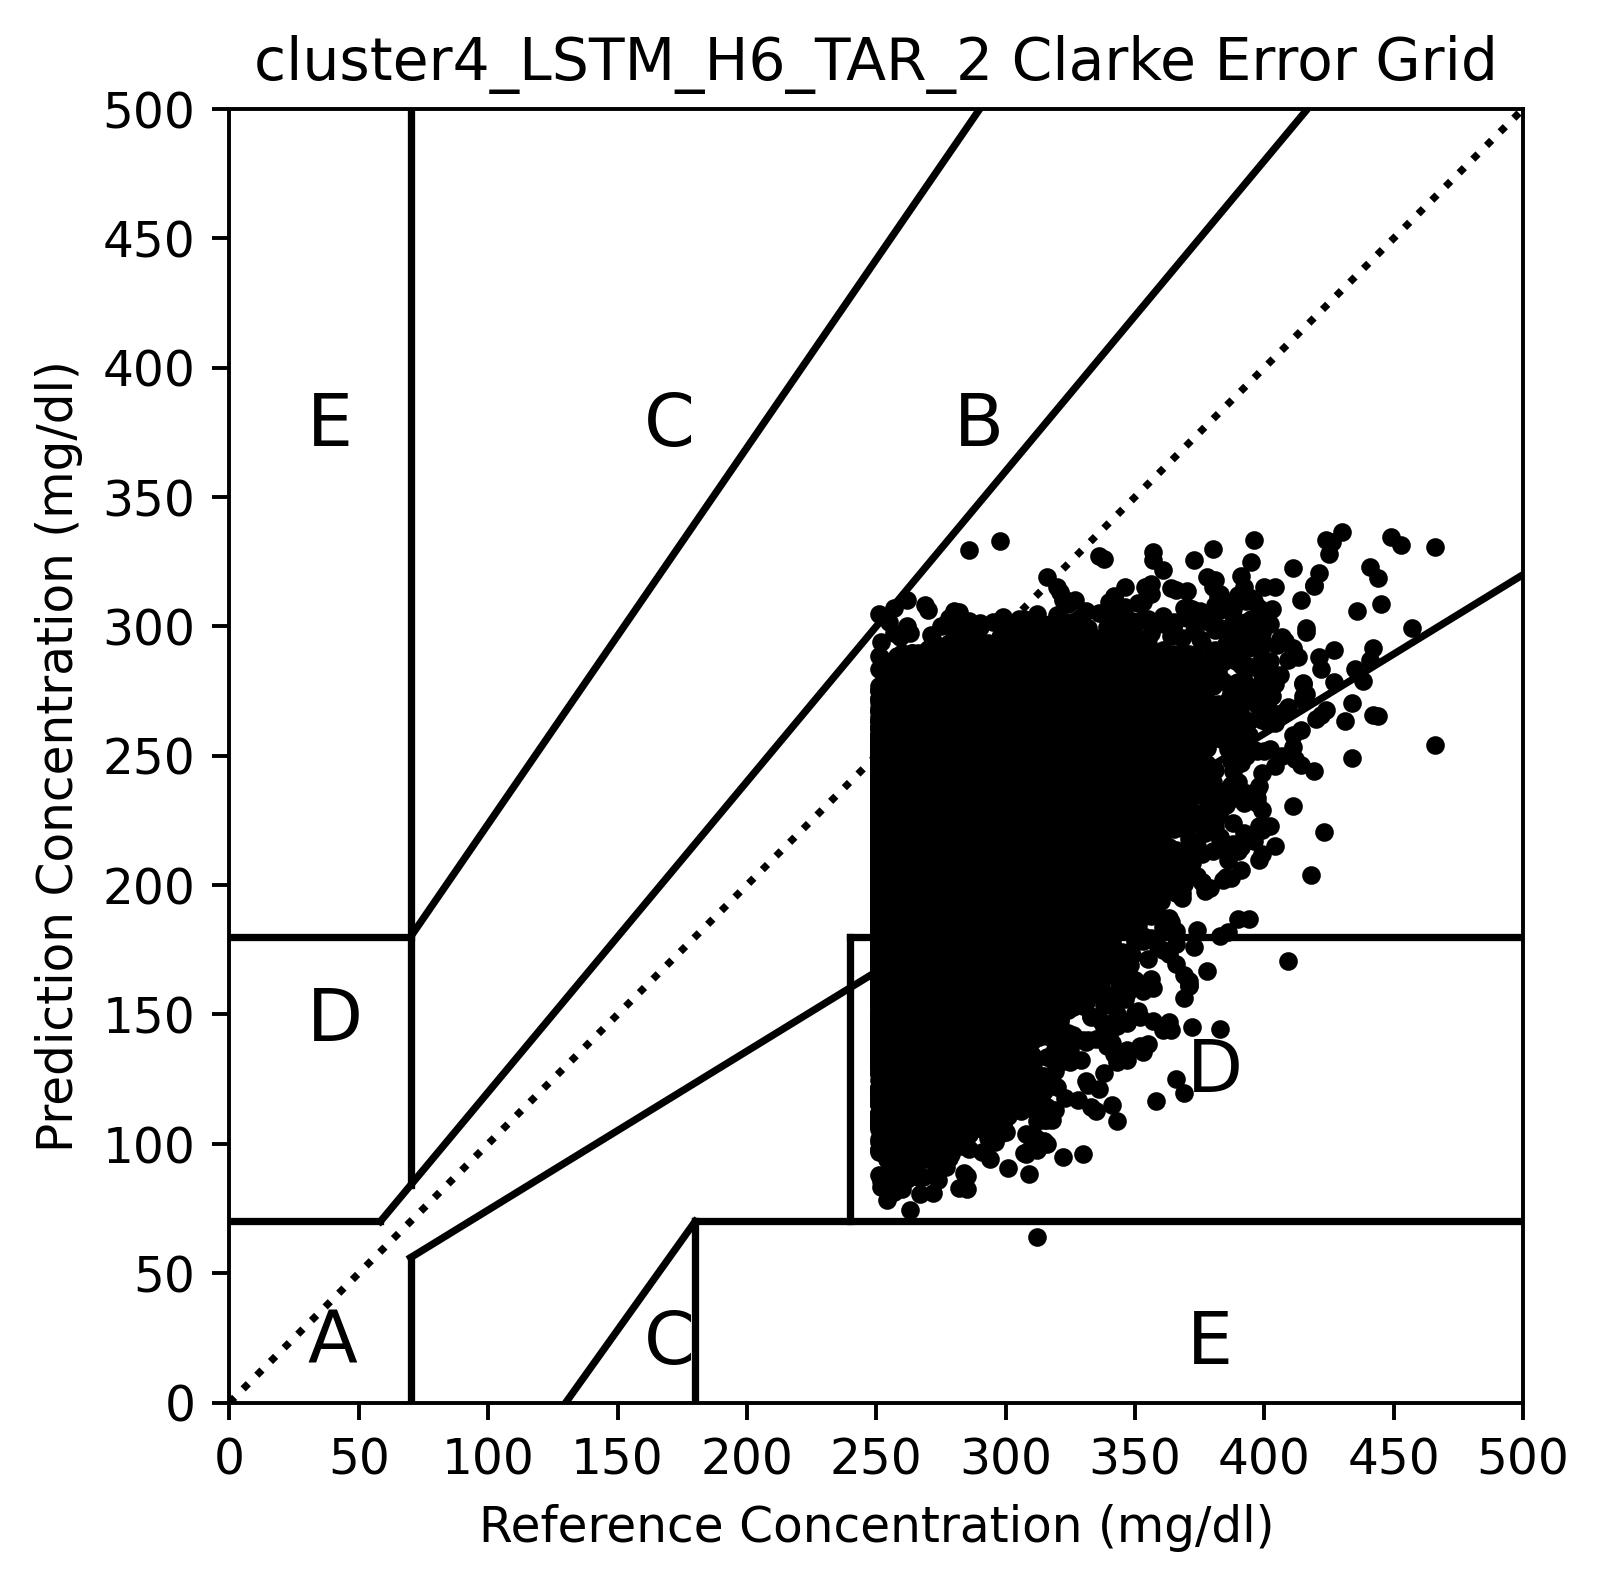 cluster4_LSTM_H6_TAR_2 Clarke Error Grid
500
450
400
350
300
250
200
150
100
50
0
Prediction Concentration (mg/dl)
E
C
B
D
D
A
C
E
0 50 100 150 200 250 300 350 400 450 500
Reference Concentration (mg/dl)